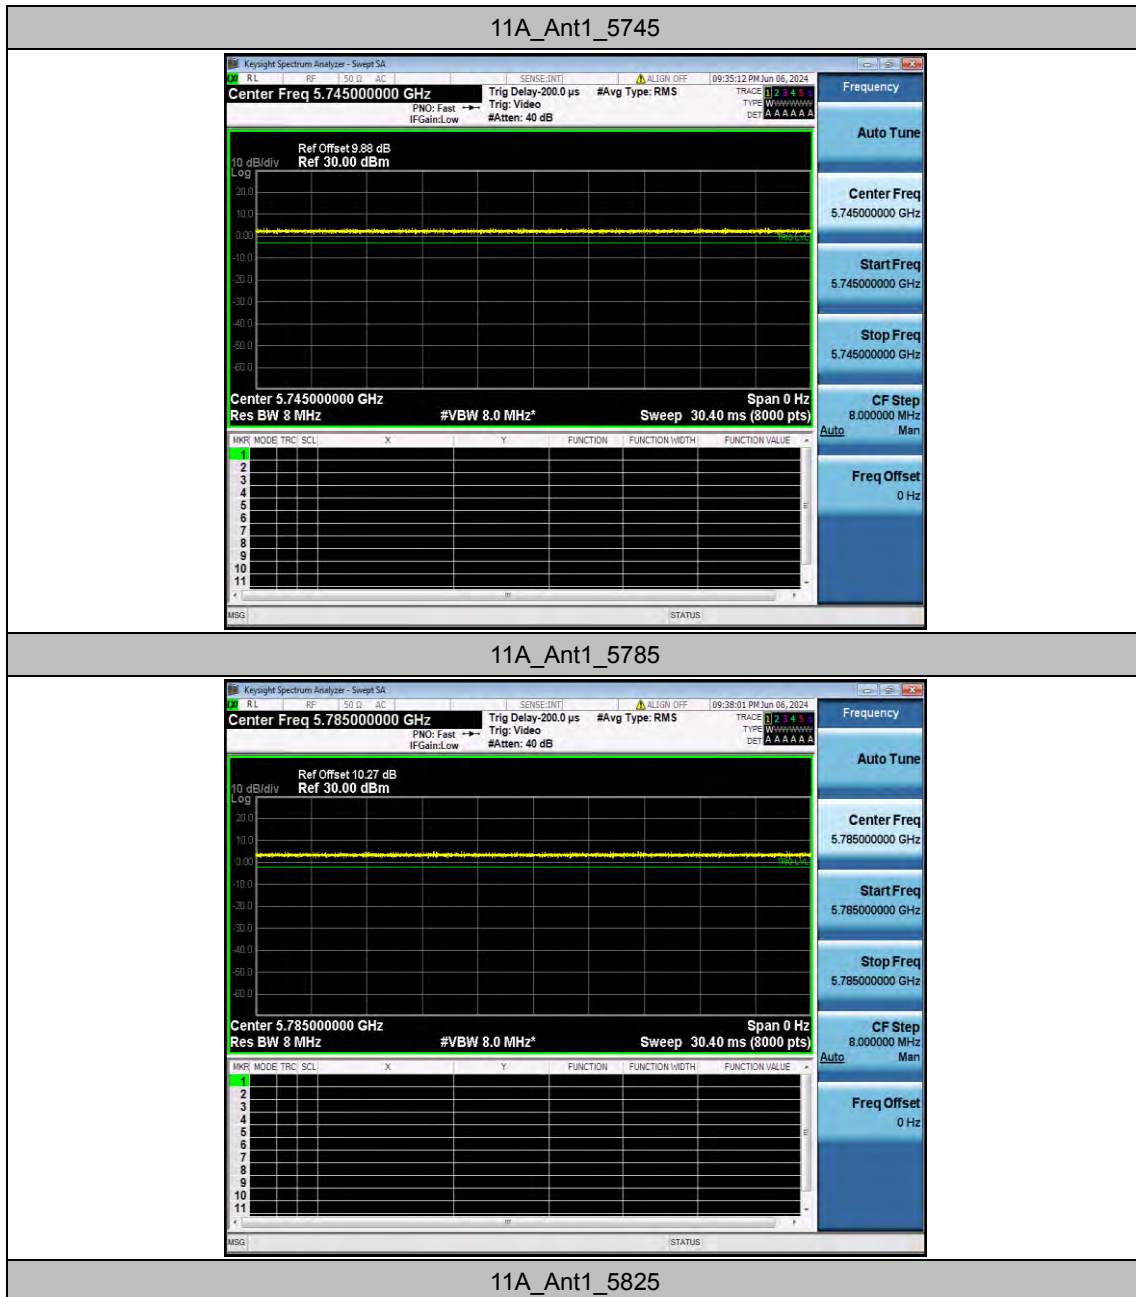 11A_Ant1_5745
Keysight Spectrum Analyzer - Swept SA
RL RF 50 Ω AC SENSE:INT ALIGN OFF 09:35:12 PM Jun 06, 2024
Center Freq 5.745000000 GHz
PNO: Fast
IFGain:Low
Trig Delay-200.0 µs
Trig: Video
#Atten: 40 dB
#Avg Type: RMS
TRACE 1 2 3 4 5 6
TYPE W
DET A A A A A A
Frequency
Auto Tune
Center Freq
5.745000000 GHz
Start Freq
5.745000000 GHz
Stop Freq
5.745000000 GHz
CF Step
8.000000 MHz
Auto Man
Freq Offset
0 Hz
Ref Offset 9.88 dB
10 dB/div Ref 30.00 dBm
Log
20.0
10.0
0.00
-10.0
-20.0
-30.0
-40.0
-50.0
-60.0
TRIG LVL
Center 5.745000000 GHz Span 0 Hz
Res BW 8 MHz #VBW 8.0 MHz* Sweep 30.40 ms (8000 pts)
MKR MODE TRC SCL X Y FUNCTION FUNCTION WIDTH FUNCTION VALUE
1
2
3
4
5
6
7
8
9
10
11
MSG STATUS
11A_Ant1_5785
Keysight Spectrum Analyzer - Swept SA
RL RF 50 Ω AC SENSE:INT ALIGN OFF 09:38:01 PM Jun 06, 2024
Center Freq 5.785000000 GHz
PNO: Fast
IFGain:Low
Trig Delay-200.0 µs
Trig: Video
#Atten: 40 dB
#Avg Type: RMS
TRACE 1 2 3 4 5 6
TYPE W
DET A A A A A A
Frequency
Auto Tune
Center Freq
5.785000000 GHz
Start Freq
5.785000000 GHz
Stop Freq
5.785000000 GHz
CF Step
8.000000 MHz
Auto Man
Freq Offset
0 Hz
Ref Offset 10.27 dB
10 dB/div Ref 30.00 dBm
Log
20.0
10.0
0.00
-10.0
-20.0
-30.0
-40.0
-50.0
-60.0
TRIG LVL
Center 5.785000000 GHz Span 0 Hz
Res BW 8 MHz #VBW 8.0 MHz* Sweep 30.40 ms (8000 pts)
MKR MODE TRC SCL X Y FUNCTION FUNCTION WIDTH FUNCTION VALUE
1
2
3
4
5
6
7
8
9
10
11
MSG STATUS
11A_Ant1_5825